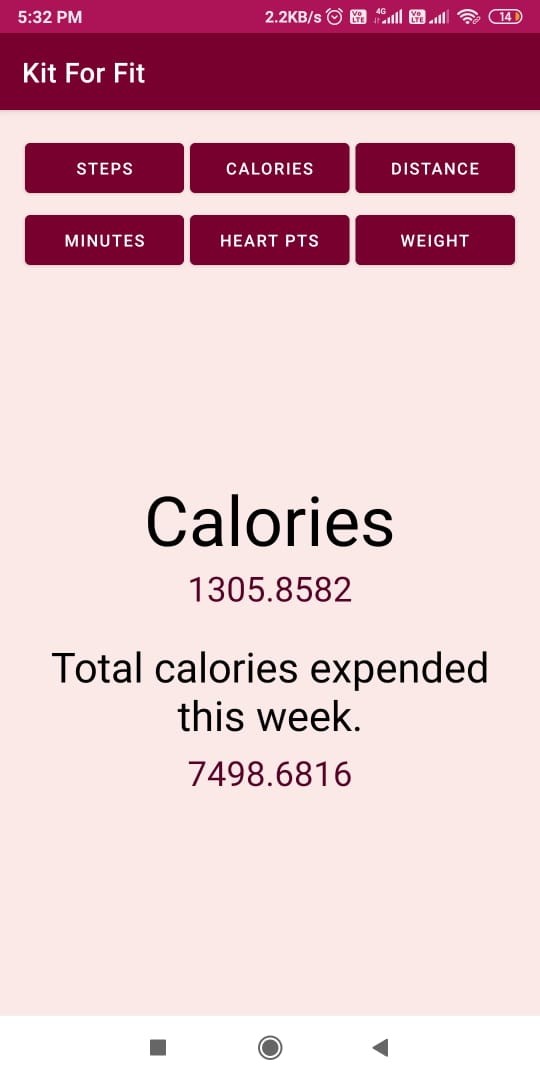 5:32 PM 2.2KB/s Vo LTE 4G Vo LTE 14
Kit For Fit
STEPS CALORIES DISTANCE
MINUTES HEART PTS WEIGHT
Calories
1305.8582
Total calories expended
this week.
7498.6816